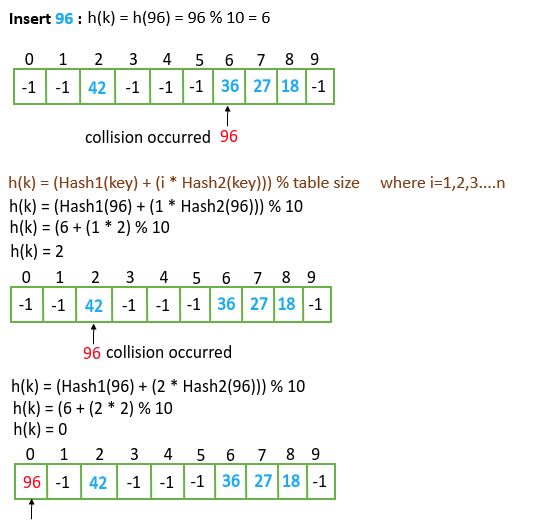 Insert 96 : h(k) = h(96) = 96 % 10 = 6
0 1 2 3 4 5 6 7 8 9
-1 -1 42 -1 -1 -1 36 27 18 -1
collision occurred 96
h(k) = (Hash1(key) + (i * Hash2(key))) % table size where i=1,2,3....n
h(k) = (Hash1(96) + (1 * Hash2(96))) % 10
h(k) = (6 + (1 * 2) % 10
h(k) = 2
0 1 2 3 4 5 6 7 8 9
-1 -1 42 -1 -1 -1 36 27 18 -1
96 collision occurred
h(k) = (Hash1(96) + (2 * Hash2(96))) % 10
h(k) = (6 + (2 * 2) % 10
h(k) = 0
0 1 2 3 4 5 6 7 8 9
96 -1 42 -1 -1 -1 36 27 18 -1